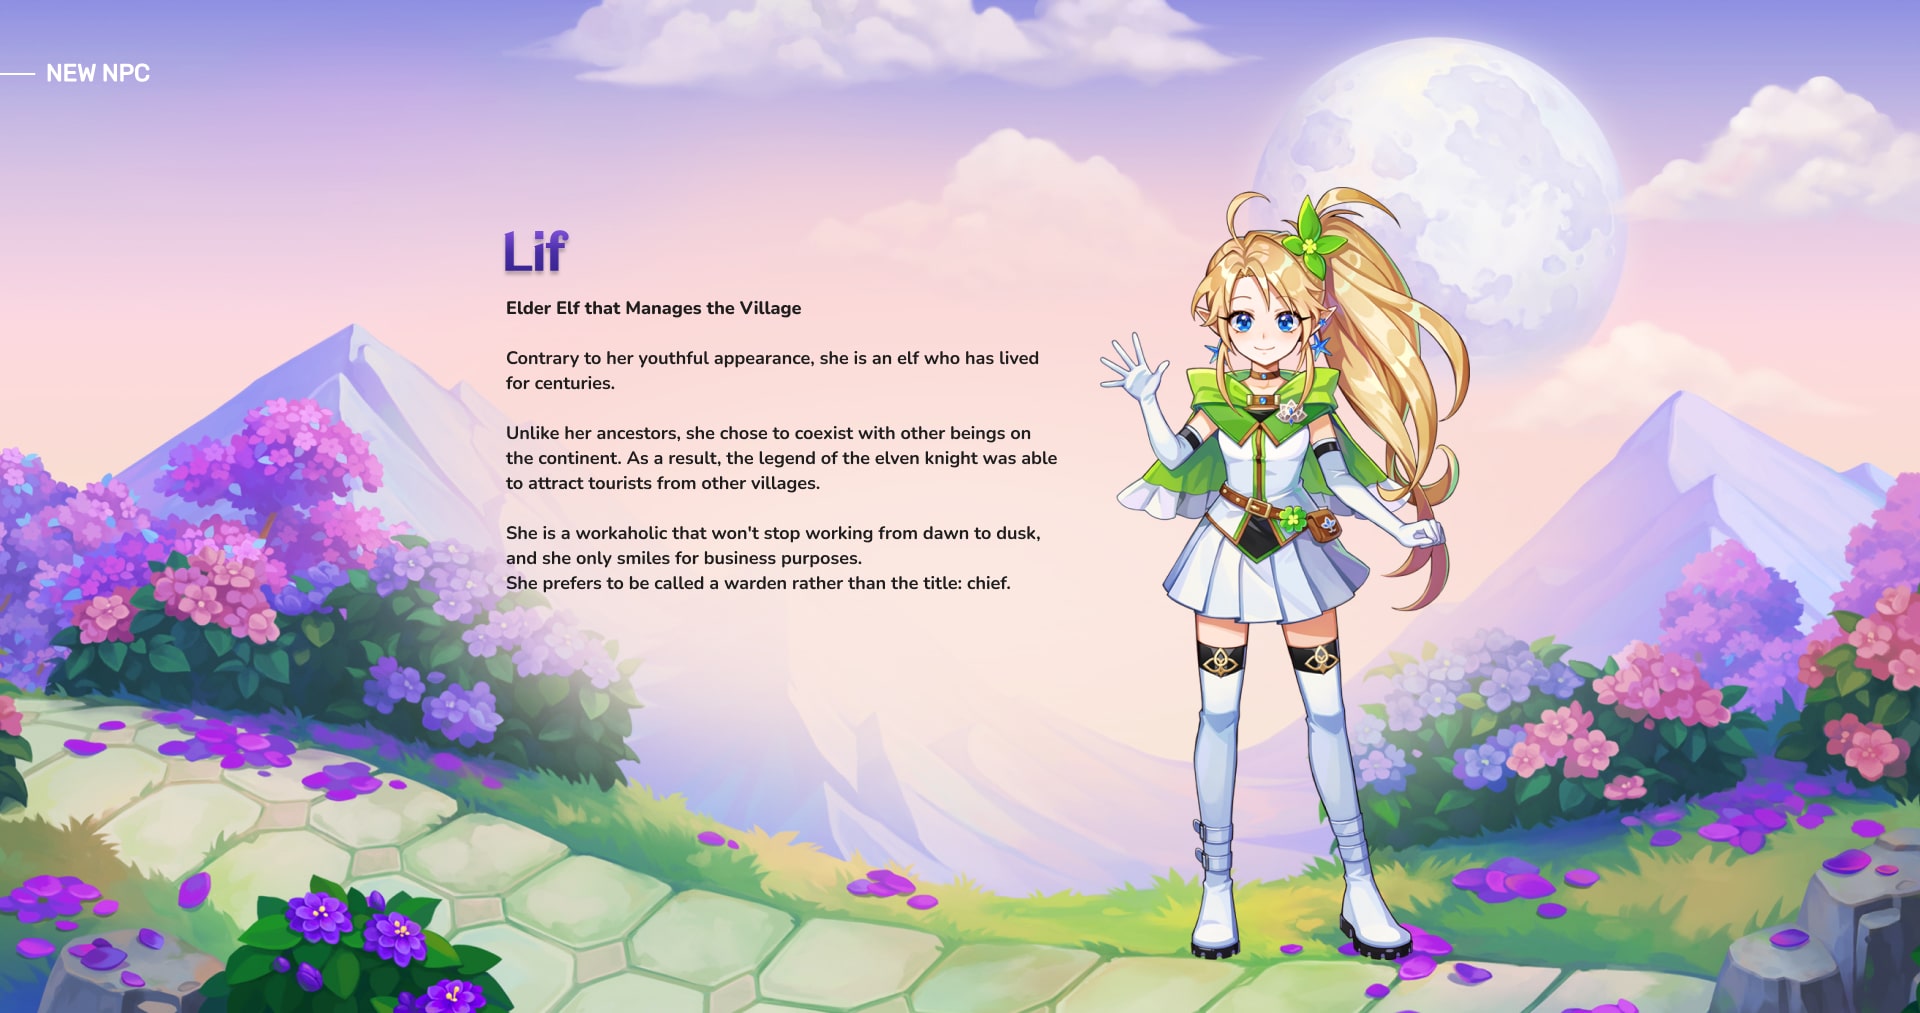 NEW NPC
Lif
Elder Elf that Manages the Village
Contrary to her youthful appearance, she is an elf who has lived
for centuries.
Unlike her ancestors, she chose to coexist with other beings on
the continent. As a result, the legend of the elven knight was able
to attract tourists from other villages.
She is a workaholic that won't stop working from dawn to dusk,
and she only smiles for business purposes.
She prefers to be called a warden rather than the title: chief.